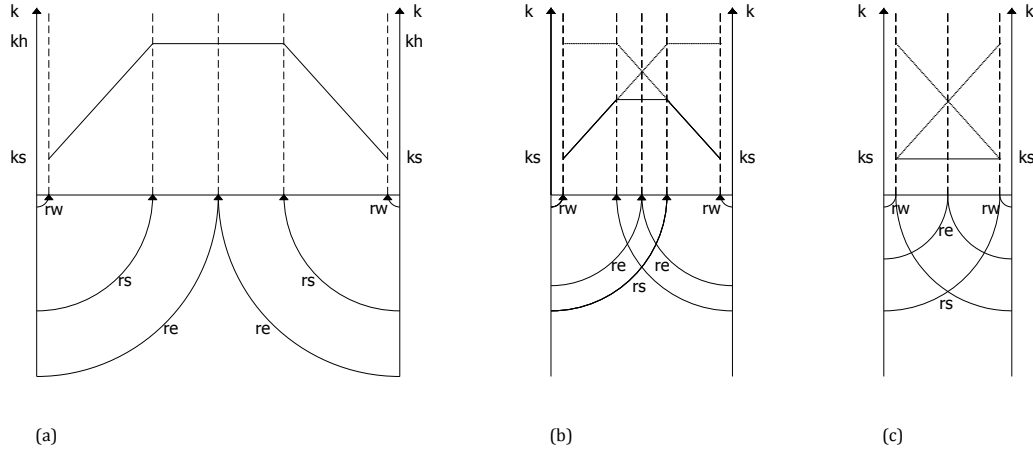 k k k k k k
kh kh
ks ks ks ks ks ks
rw rw rw rw rw rw
rs rs re re re
re re rs rs
(a) (b) (c)